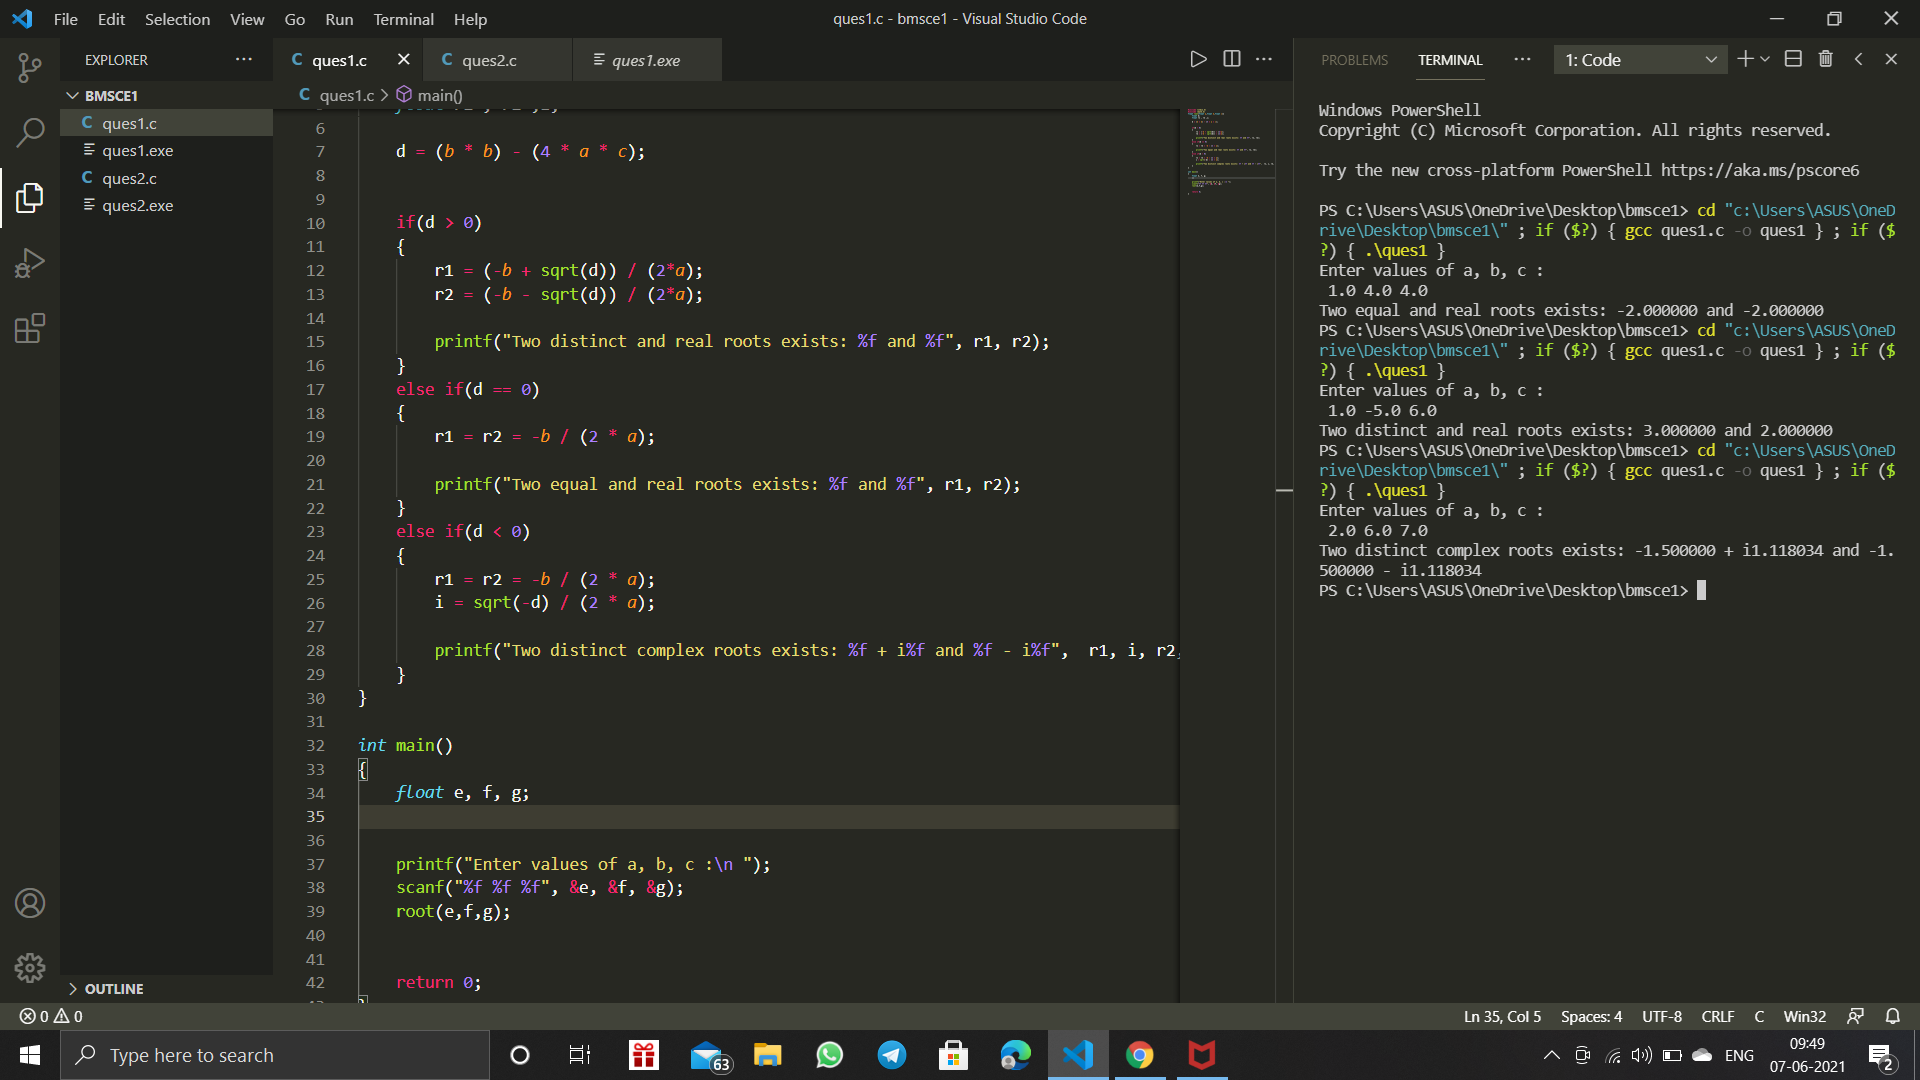 File Edit Selection View Go Run Terminal Help
ques1.c - bmsce1 - Visual Studio Code
EXPLORER
BMSCE1
C ques1.c
ques1.exe
C ques2.c
ques2.exe
OUTLINE
C ques1.c
C ques2.c
ques1.exe
C ques1.c > main()
6
7 d = (b * b) - (4 * a * c);
8
9
10 if(d > 0)
11 {
12 r1 = (-b + sqrt(d)) / (2*a);
13 r2 = (-b - sqrt(d)) / (2*a);
14
15 printf("Two distinct and real roots exists: %f and %f", r1, r2);
16 }
17 else if(d == 0)
18 {
19 r1 = r2 = -b / (2 * a);
20
21 printf("Two equal and real roots exists: %f and %f", r1, r2);
22 }
23 else if(d < 0)
24 {
25 r1 = r2 = -b / (2 * a);
26 i = sqrt(-d) / (2 * a);
27
28 printf("Two distinct complex roots exists: %f + i%f and %f - i%f", r1, i, r2,
29 }
30 }
31
32 int main()
33 {
34 float e, f, g;
35
36
37 printf("Enter values of a, b, c :\n ");
38 scanf("%f %f %f", &e, &f, &g);
39 root(e,f,g);
40
41
42 return 0;
PROBLEMS TERMINAL ··· 1: Code
Windows PowerShell
Copyright (C) Microsoft Corporation. All rights reserved.
Try the new cross-platform PowerShell https://aka.ms/pscore6
PS C:\Users\ASUS\OneDrive\Desktop\bmsce1> cd "c:\Users\ASUS\OneD
rive\Desktop\bmsce1\" ; if ($?) { gcc ques1.c -o ques1 } ; if ($
?) { .\ques1 }
Enter values of a, b, c :
1.0 4.0 4.0
Two equal and real roots exists: -2.000000 and -2.000000
PS C:\Users\ASUS\OneDrive\Desktop\bmsce1> cd "c:\Users\ASUS\OneD
rive\Desktop\bmsce1\" ; if ($?) { gcc ques1.c -o ques1 } ; if ($
?) { .\ques1 }
Enter values of a, b, c :
1.0 -5.0 6.0
Two distinct and real roots exists: 3.000000 and 2.000000
PS C:\Users\ASUS\OneDrive\Desktop\bmsce1> cd "c:\Users\ASUS\OneD
rive\Desktop\bmsce1\" ; if ($?) { gcc ques1.c -o ques1 } ; if ($
?) { .\ques1 }
Enter values of a, b, c :
2.0 6.0 7.0
Two distinct complex roots exists: -1.500000 + i1.118034 and -1.
500000 - i1.118034
PS C:\Users\ASUS\OneDrive\Desktop\bmsce1>
0 0
Ln 35, Col 5 Spaces: 4 UTF-8 CRLF C Win32
Type here to search
63
ENG
09:49
07-06-2021
2